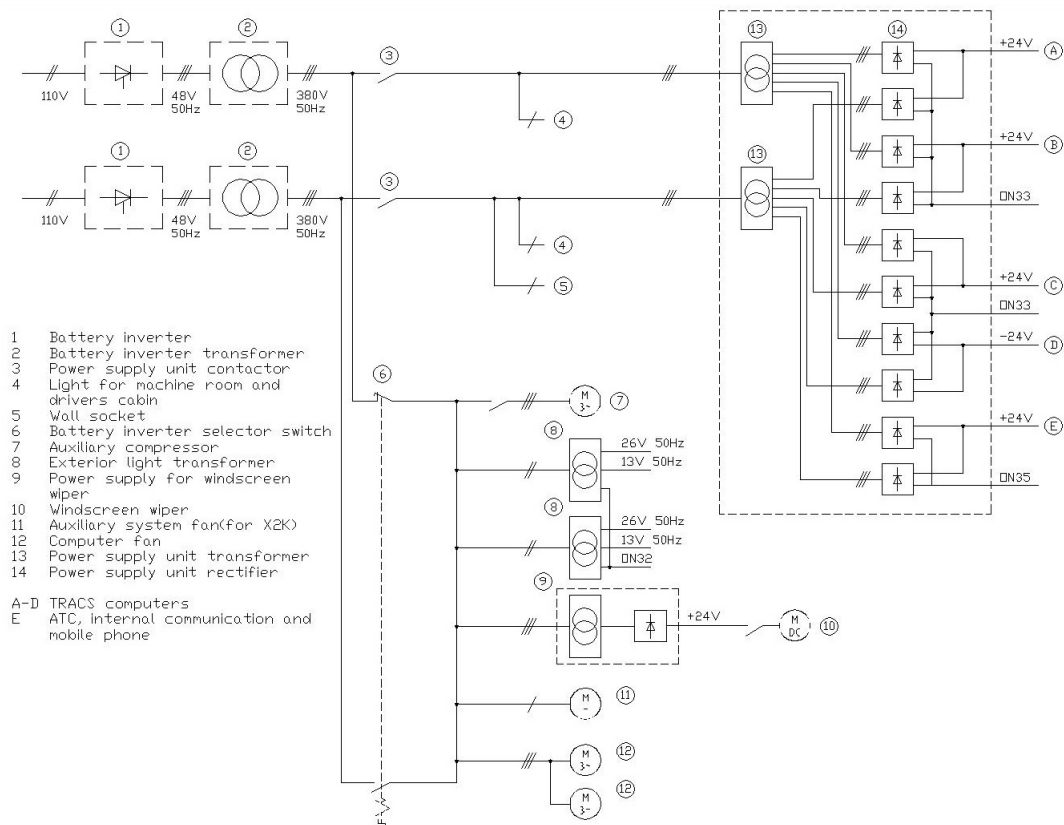 1
2
3
13
14
+24V
A
110V
48V
50Hz
380V
50Hz
4
+24V
B
1
2
3
13
110V
48V
50Hz
380V
50Hz
□N33
4
5
+24V
C
□N33
-24V
D
1 Battery inverter
2 Battery inverter transformer
3 Power supply unit contactor
4 Light for machine room and
drivers cabin
5 Wall socket
6 Battery inverter selector switch
7 Auxiliary compressor
8 Exterior light transformer
9 Power supply for windscreen
wiper
10 Windscreen wiper
11 Auxiliary system fan(for X2K)
12 Computer fan
13 Power supply unit transformer
14 Power supply unit rectifier
A-D TRACS computers
E ATC, internal communication and
mobile phone
6
M
3~
7
+24V
E
□N35
8
26V 50Hz
13V 50Hz
8
26V 50Hz
13V 50Hz
□N32
9
+24V
M
DC
10
M
~
11
M
3~
12
M
3~
12